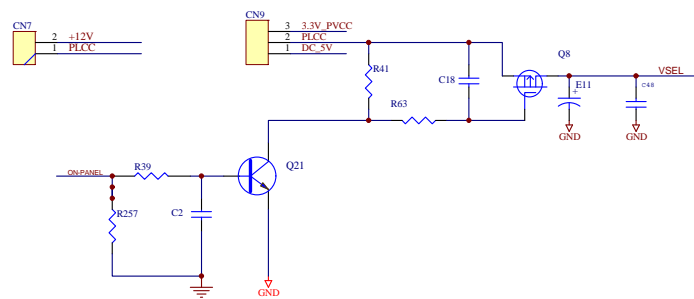 CN7
2 +12V
1 PLCC
CN9
3 3.3V_PVCC
2 PLCC
1 DC_5V
R41
C18
Q8
R63
E11
+
C48
VSEL
GND
GND
ON-PANEL
R39
Q21
R257
C2
GND